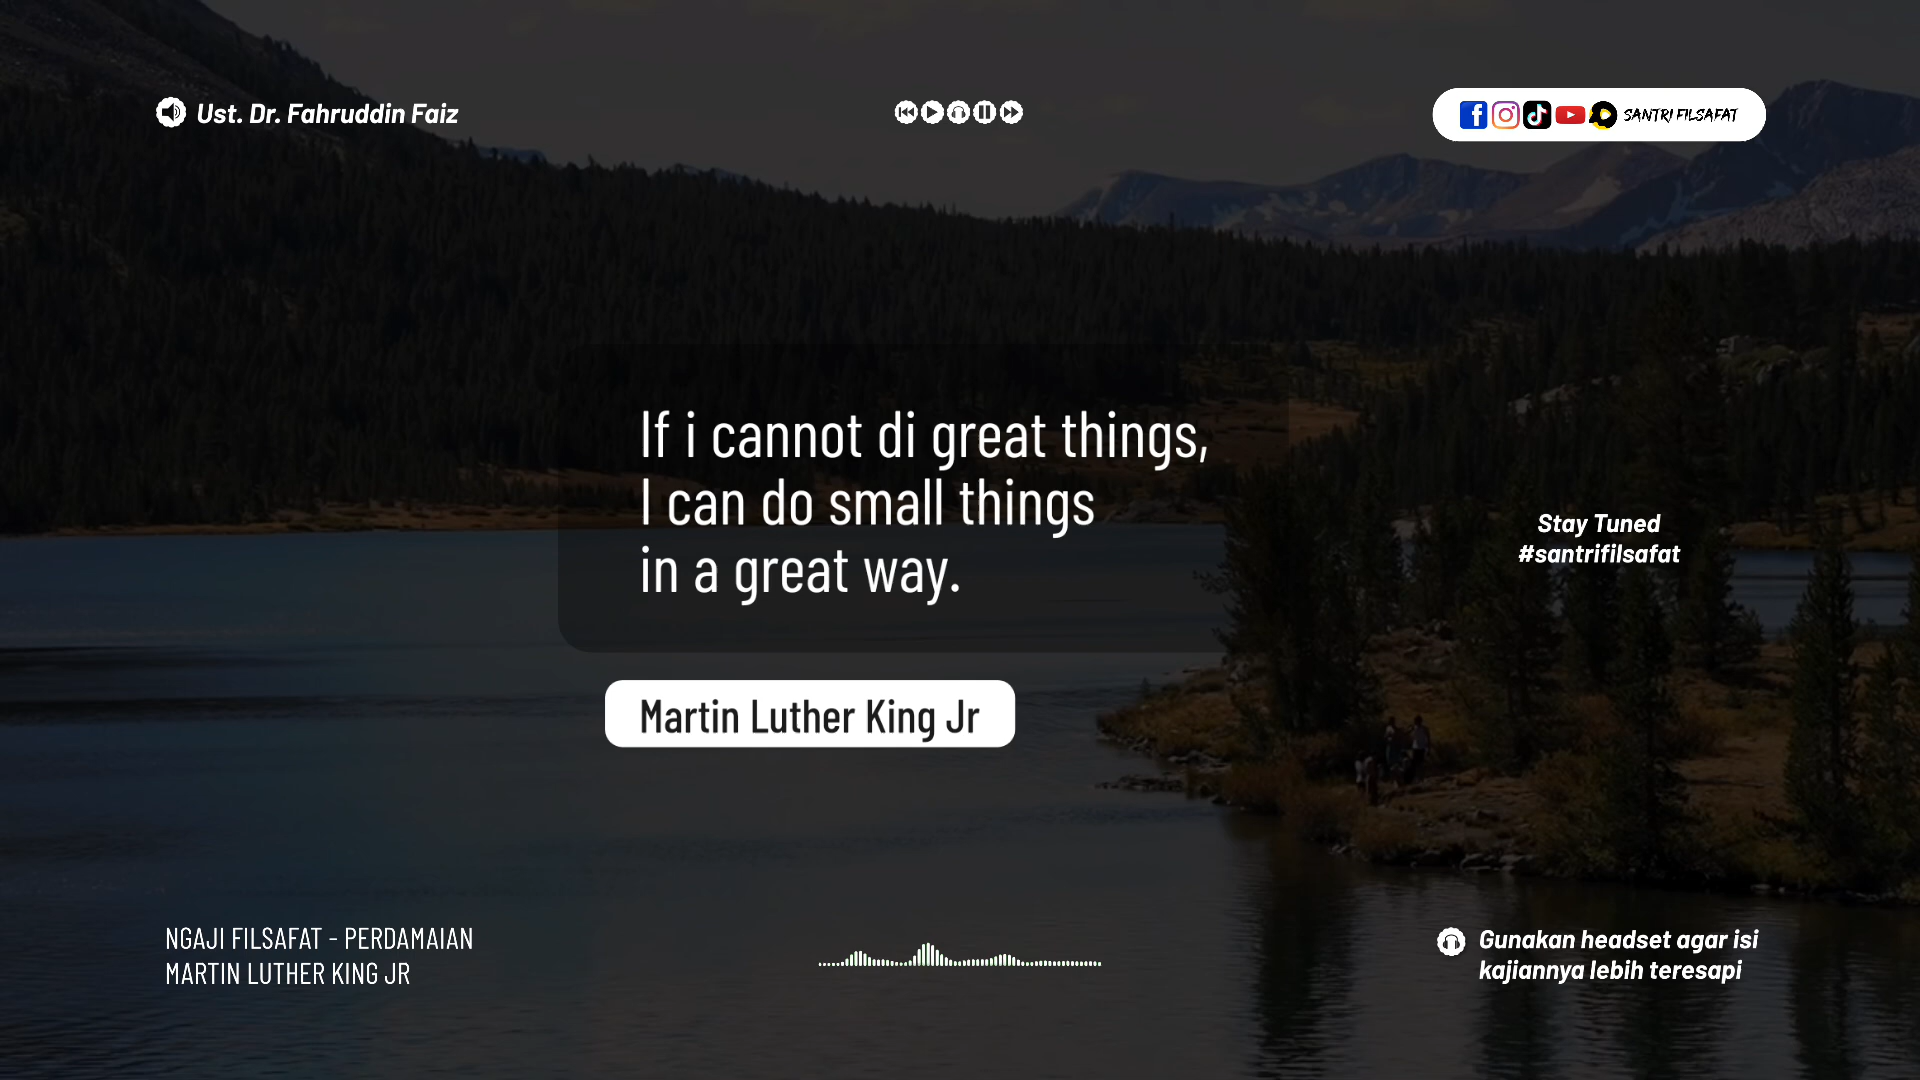 Ust. Dr. Fahruddin Faiz
SANTRI FILSAFAT
If i cannot di great things,
I can do small things
in a great way.
Martin Luther King Jr
Stay Tuned
#santrifilsafat
NGAJI FILSAFAT - PERDAMAIAN
MARTIN LUTHER KING JR
Gunakan headset agar isi
kajiannya lebih teresapi